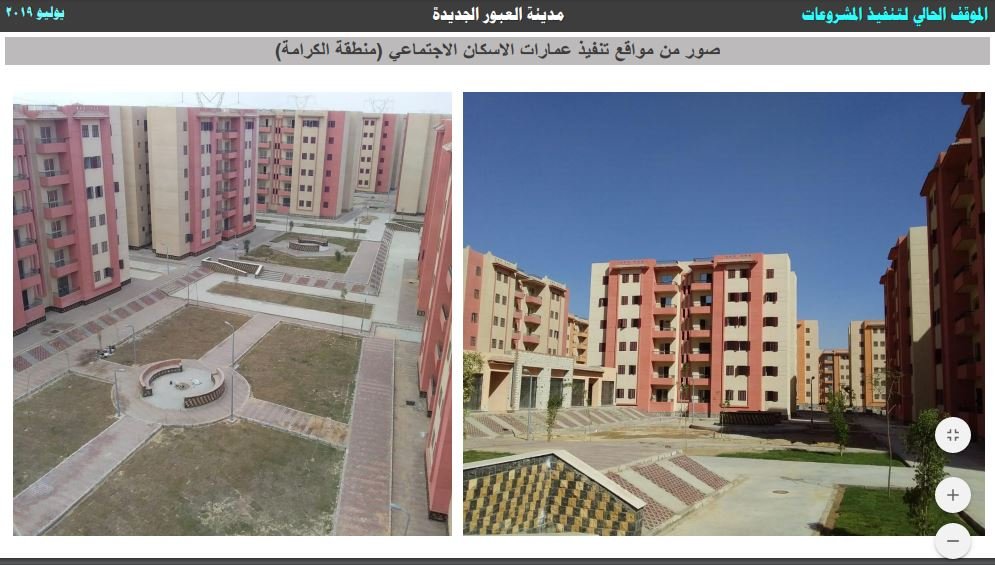 الموقف الحالي لتنفيذ المشروعات
مدينة العبور الجديدة
يوليو ٢٠١٩
صور من مواقع تنفيذ عمارات الاسكان الاجتماعي (منطقة الكرامة)